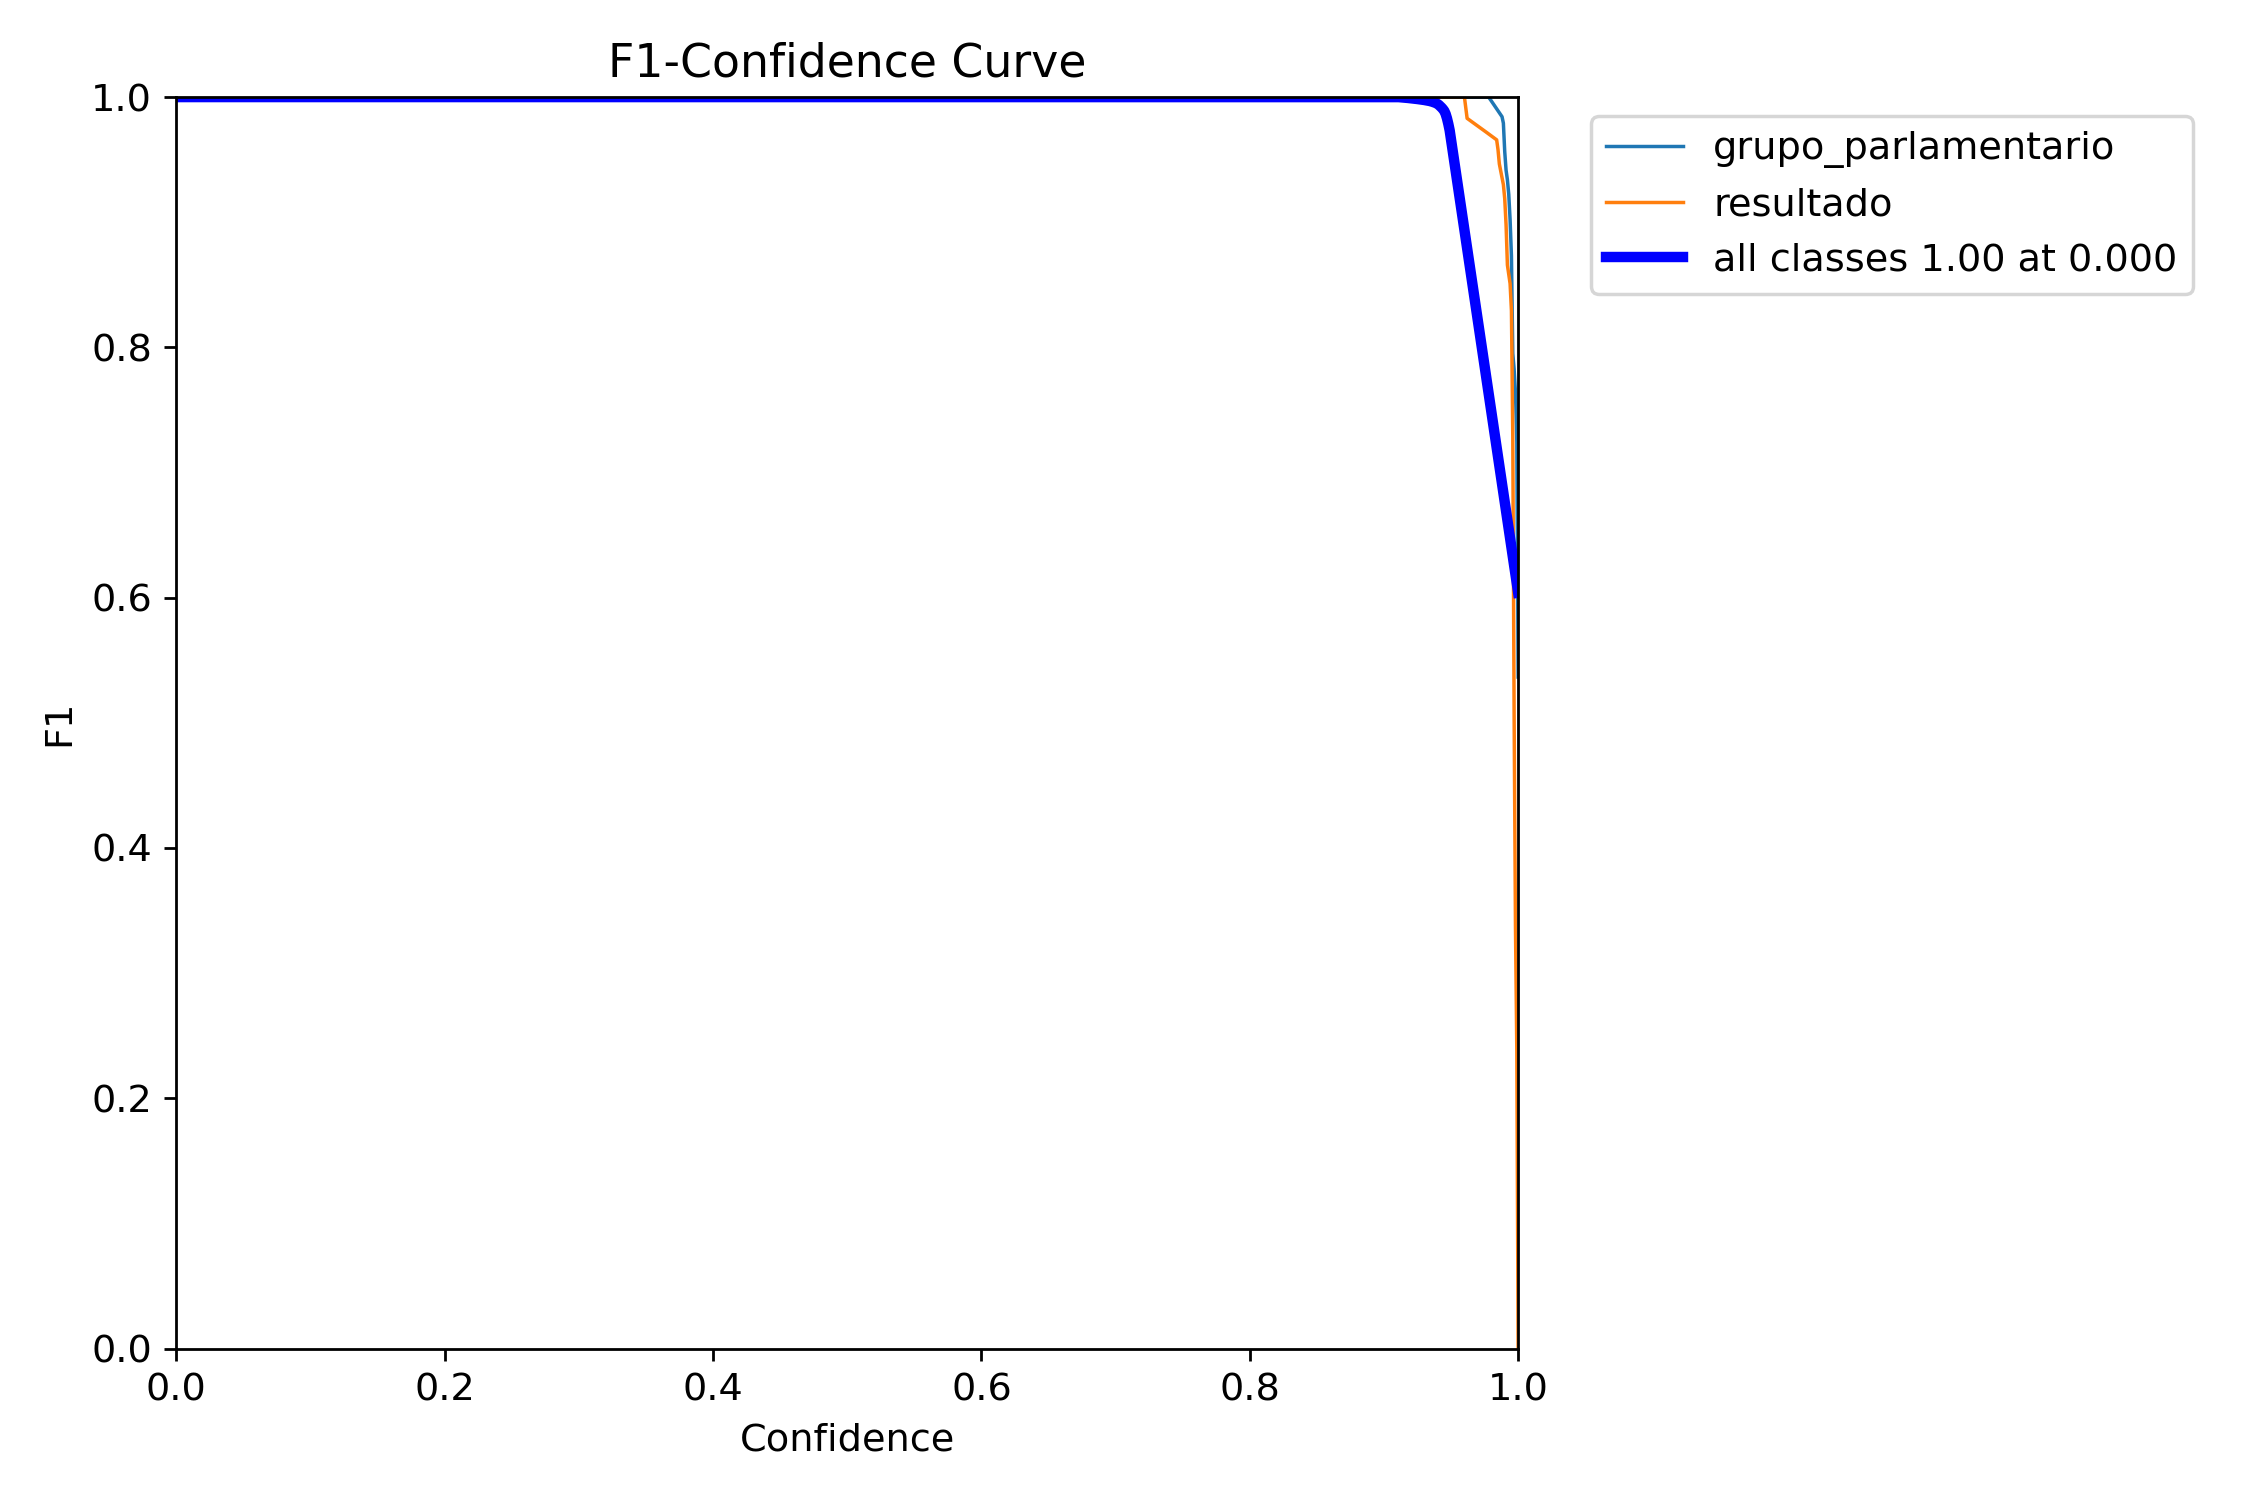 F1-Confidence Curve
1.0
0.8
0.6
0.4
0.2
0.0
F1
0.0 0.2 0.4 0.6 0.8 1.0
Confidence
grupo_parlamentario
resultado
all classes 1.00 at 0.000